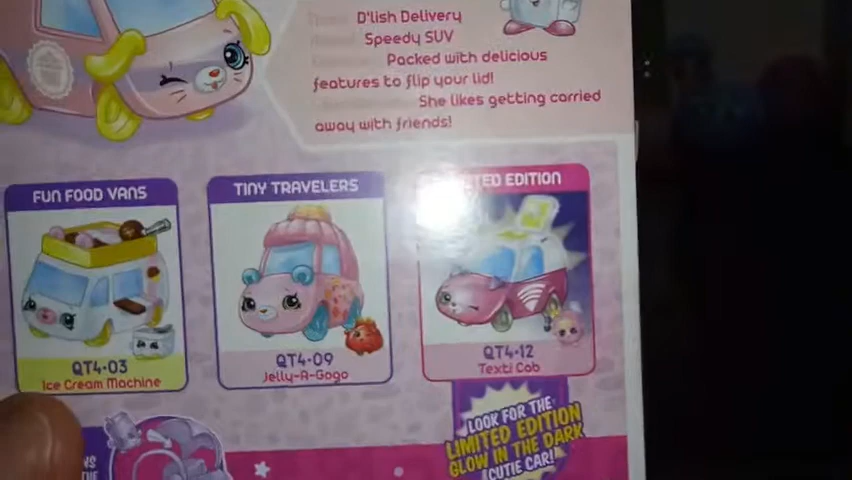 D'lish Delivery
Speedy SUV
Packed with delicious
features to flip your lid!
She likes getting carried
away with friends!
FUN FOOD VANS
QT4-03
Ice Cream Machine
TINY TRAVELERS
QT4-09
Jelly-A-Gogo
EDITION
QT4-12
Texti Cab
LOOK FOR THE
LIMITED EDITION
GLOW IN THE DARK
CUTIE CAR!